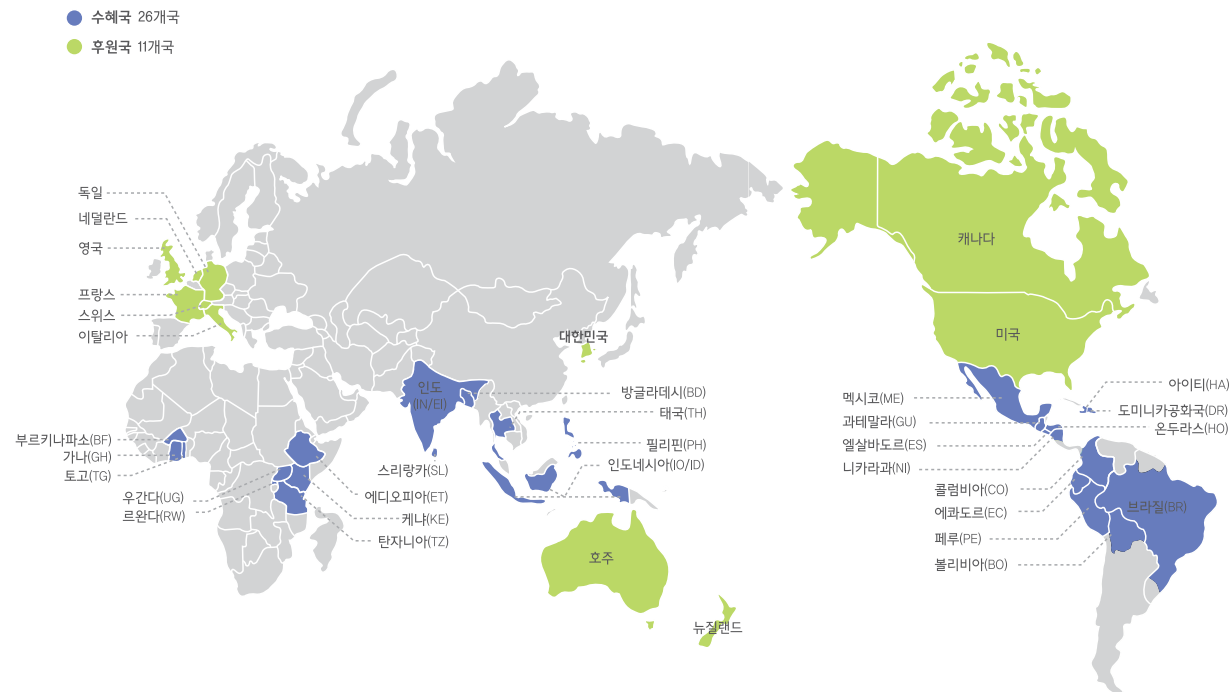 수혜국 26개국
후원국 11개국
독일
네덜란드
영국
프랑스
스위스
이탈리아
캐나다
미국
대한민국
인도
(IN/EI)
방글라데시(BD)
태국(TH)
필리핀(PH)
인도네시아(IO/ID)
스리랑카(SL)
에디오피아(ET)
케냐(KE)
탄자니아(TZ)
부르키나파소(BF)
가나(GH)
토고(TG)
우간다(UG)
르완다(RW)
호주
뉴질랜드
멕시코(ME)
과테말라(GU)
엘살바도르(ES)
니카라과(NI)
아이티(HA)
도미니카공화국(DR)
온두라스(HO)
콜럼비아(CO)
에콰도르(EC)
페루(PE)
볼리비아(BO)
브라질(BR)